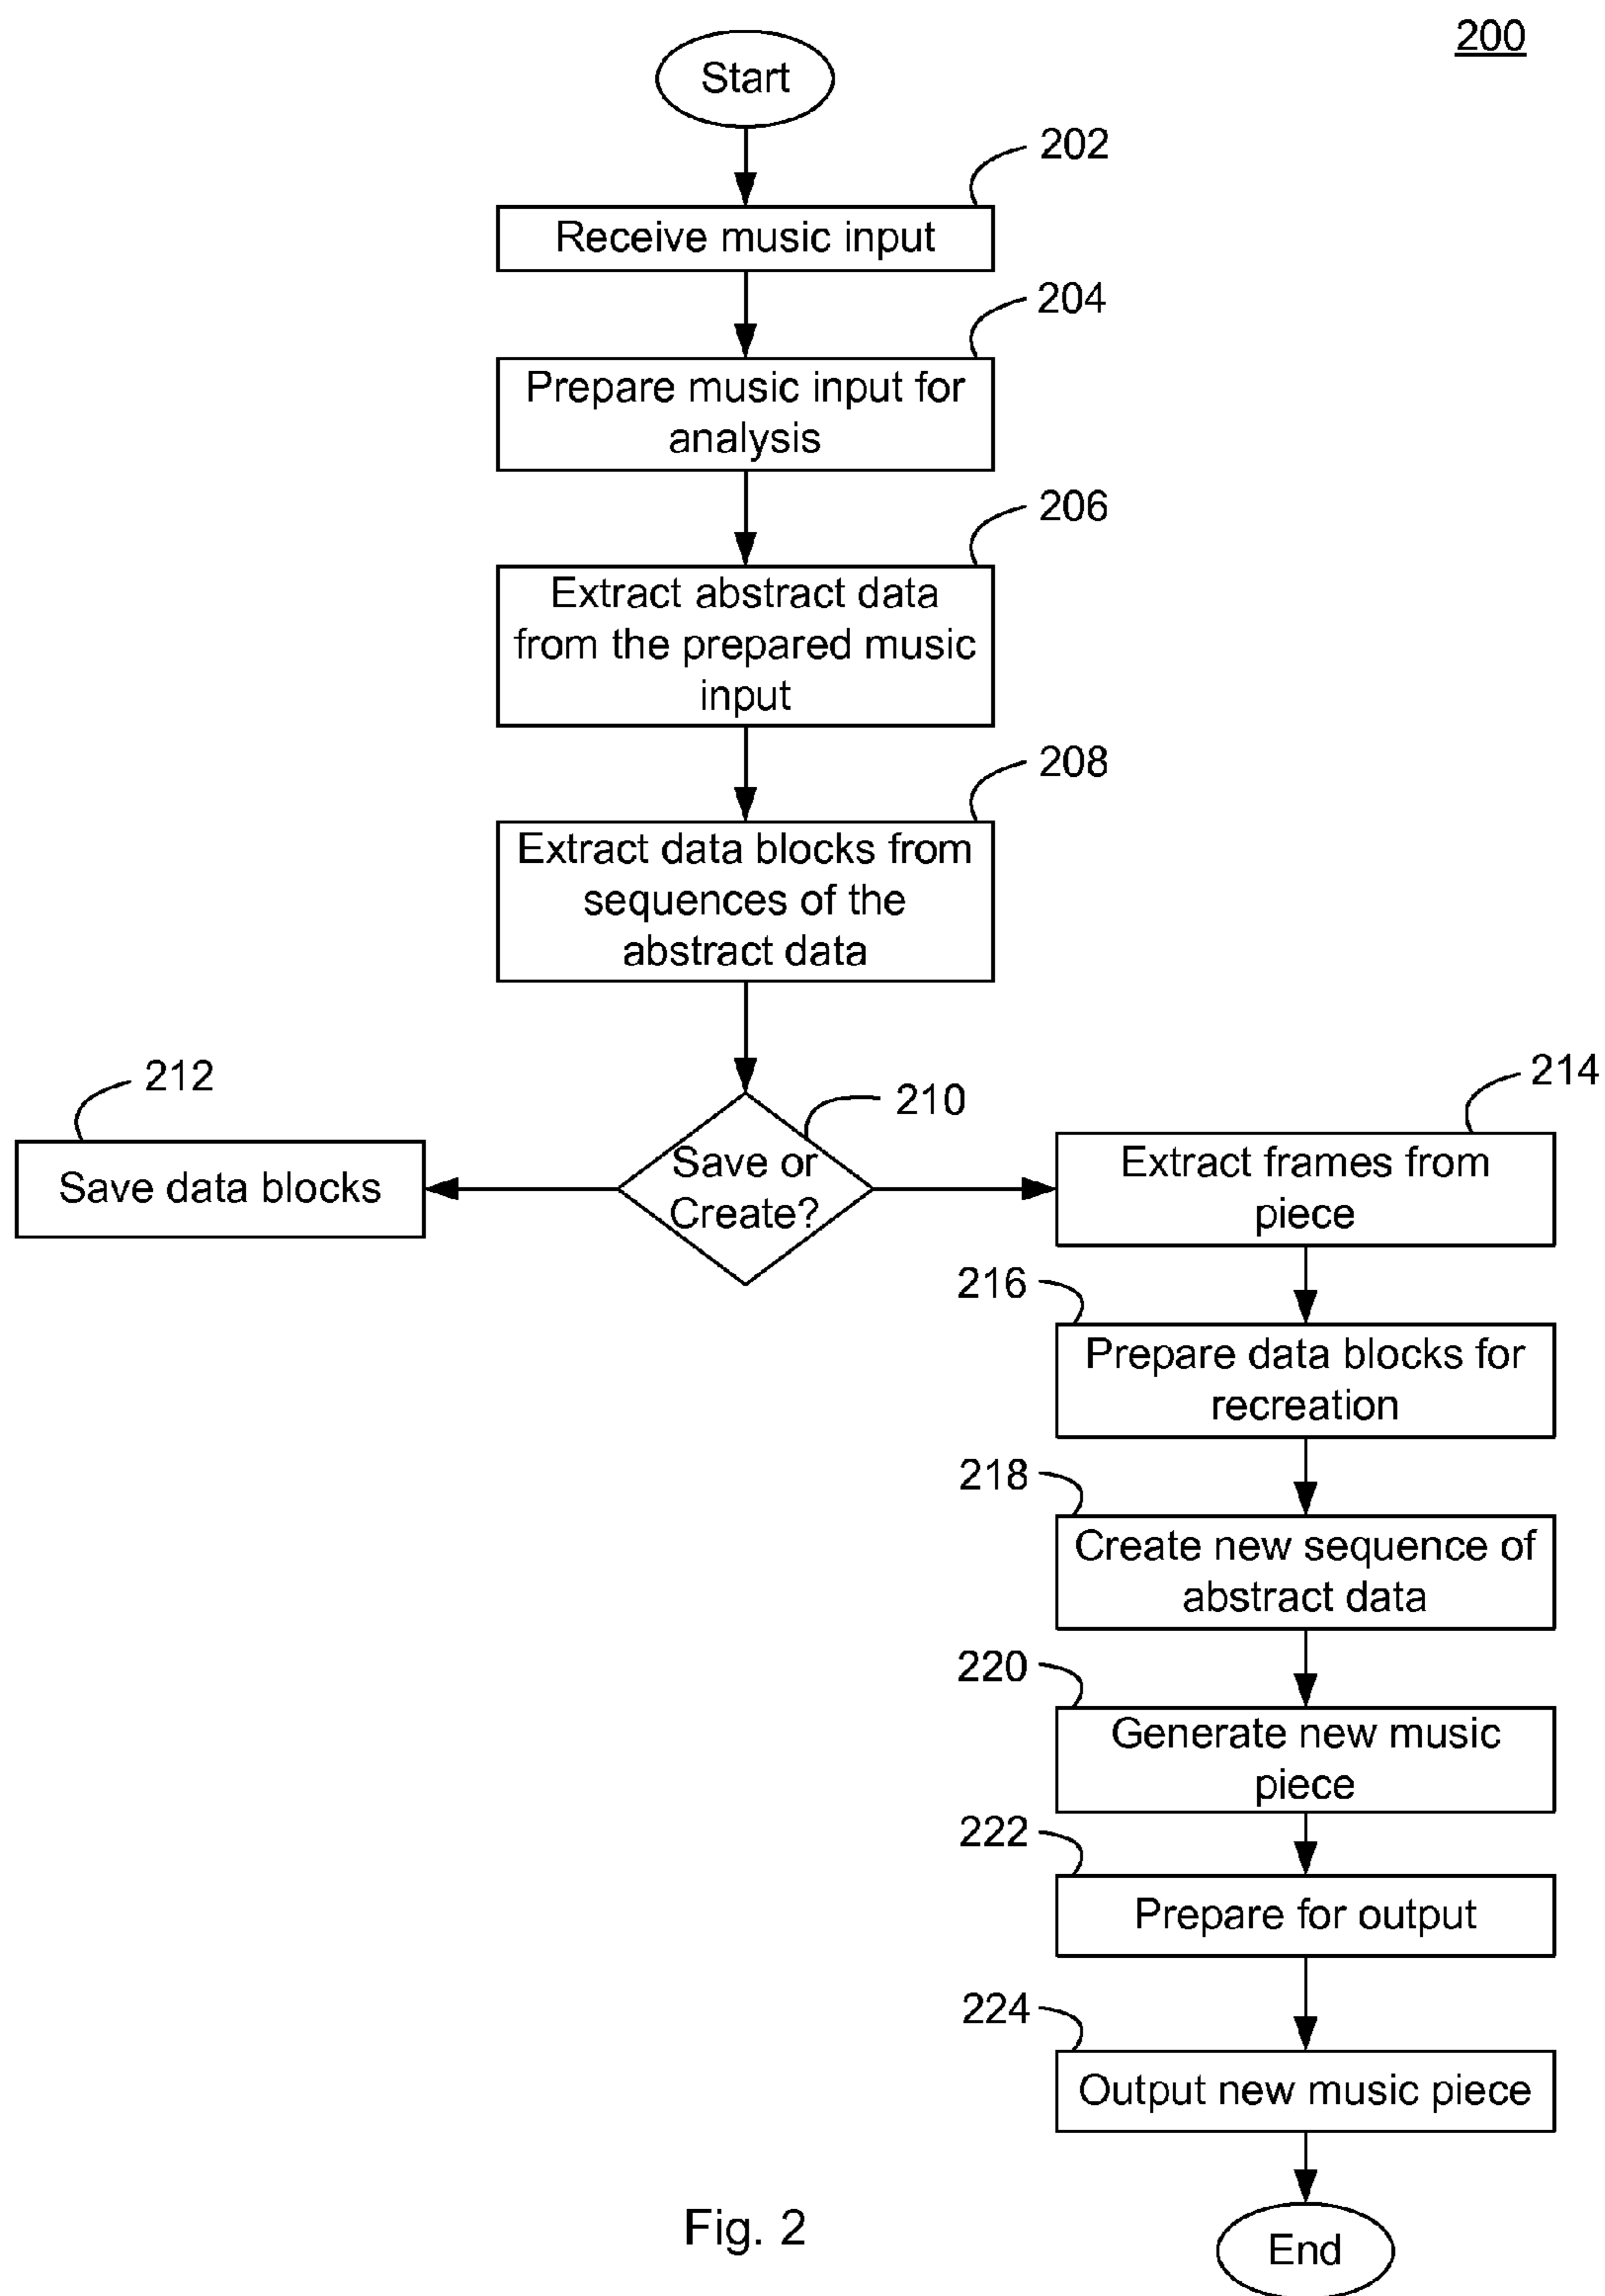 200
Start
202
Receive music input
204
Prepare music input for
analysis
206
Extract abstract data
from the prepared music
input
208
Extract data blocks from
sequences of the
abstract data
210
Save or
Create?
212
Save data blocks
214
Extract frames from
piece
216
Prepare data blocks for
recreation
218
Create new sequence of
abstract data
220
Generate new music
piece
222
Prepare for output
224
Output new music piece
End
Fig. 2